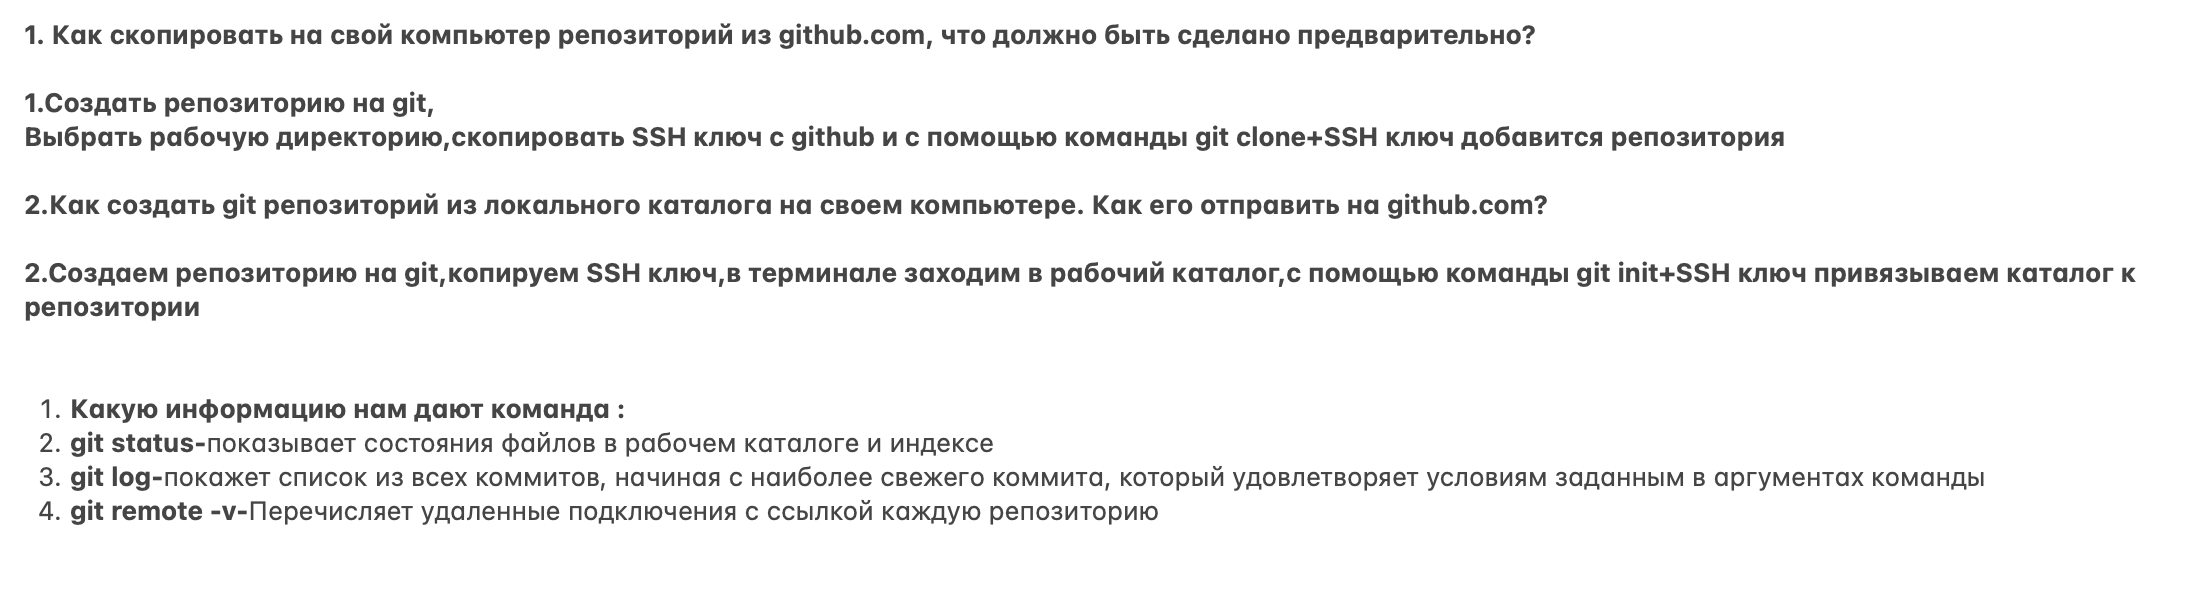 1. Как скопировать на свой компьютер репозиторий из github.com, что должно быть сделано предварительно?
1.Создать репозиторию на git,
Выбрать рабочую директорию,скопировать SSH ключ с github и с помощью команды git clone+SSH ключ добавится репозитория
2.Как создать git репозиторий из локального каталога на своем компьютере. Как его отправить на github.com?
2.Создаем репозиторию на git,копируем SSH ключ,в терминале заходим в рабочий каталог,с помощью команды git init+SSH ключ привязываем каталог к
репозитории
1. Какую информацию нам дают команда :
2. git status-показывает состояния файлов в рабочем каталоге и индексе
3. git log-покажет список из всех коммитов, начиная с наиболее свежего коммита, который удовлетворяет условиям заданным в аргументах команды
4. git remote -v-Перечисляет удаленные подключения с ссылкой каждую репозиторию